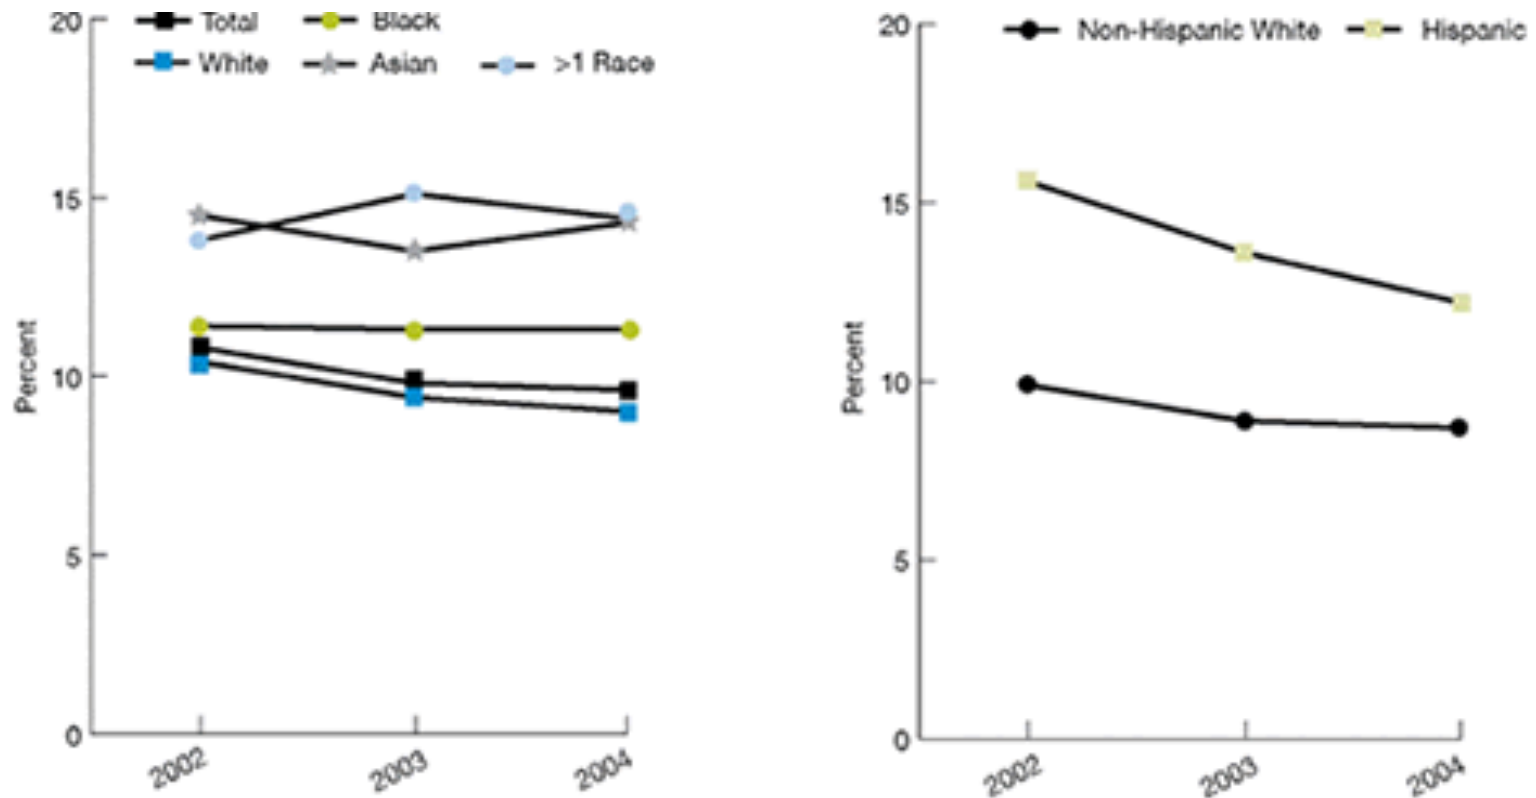 20
Total
Black
White
Asian
>1 Race
15
10
5
0
Percent
2002
2003
2004
20
Non-Hispanic White
Hispanic
15
10
5
0
Percent
2002
2003
2004